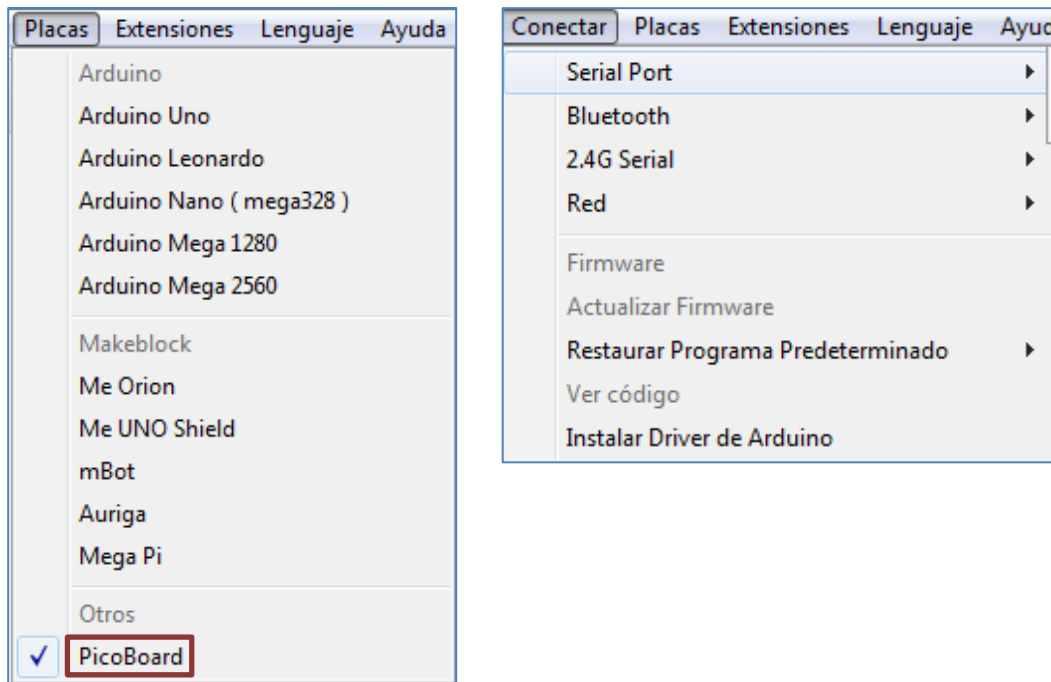 Placas Extensiones Lenguaje Ayuda
Arduino
Arduino Uno
Arduino Leonardo
Arduino Nano ( mega328 )
Arduino Mega 1280
Arduino Mega 2560
Makeblock
Me Orion
Me UNO Shield
mBot
Auriga
Mega Pi
Otros
PicoBoard
Conectar Placas Extensiones Lenguaje
Serial Port
Bluetooth
2.4G Serial
Red
Firmware
Actualizar Firmware
Restaurar Programa Predeterminado
Ver código
Instalar Driver de Arduino